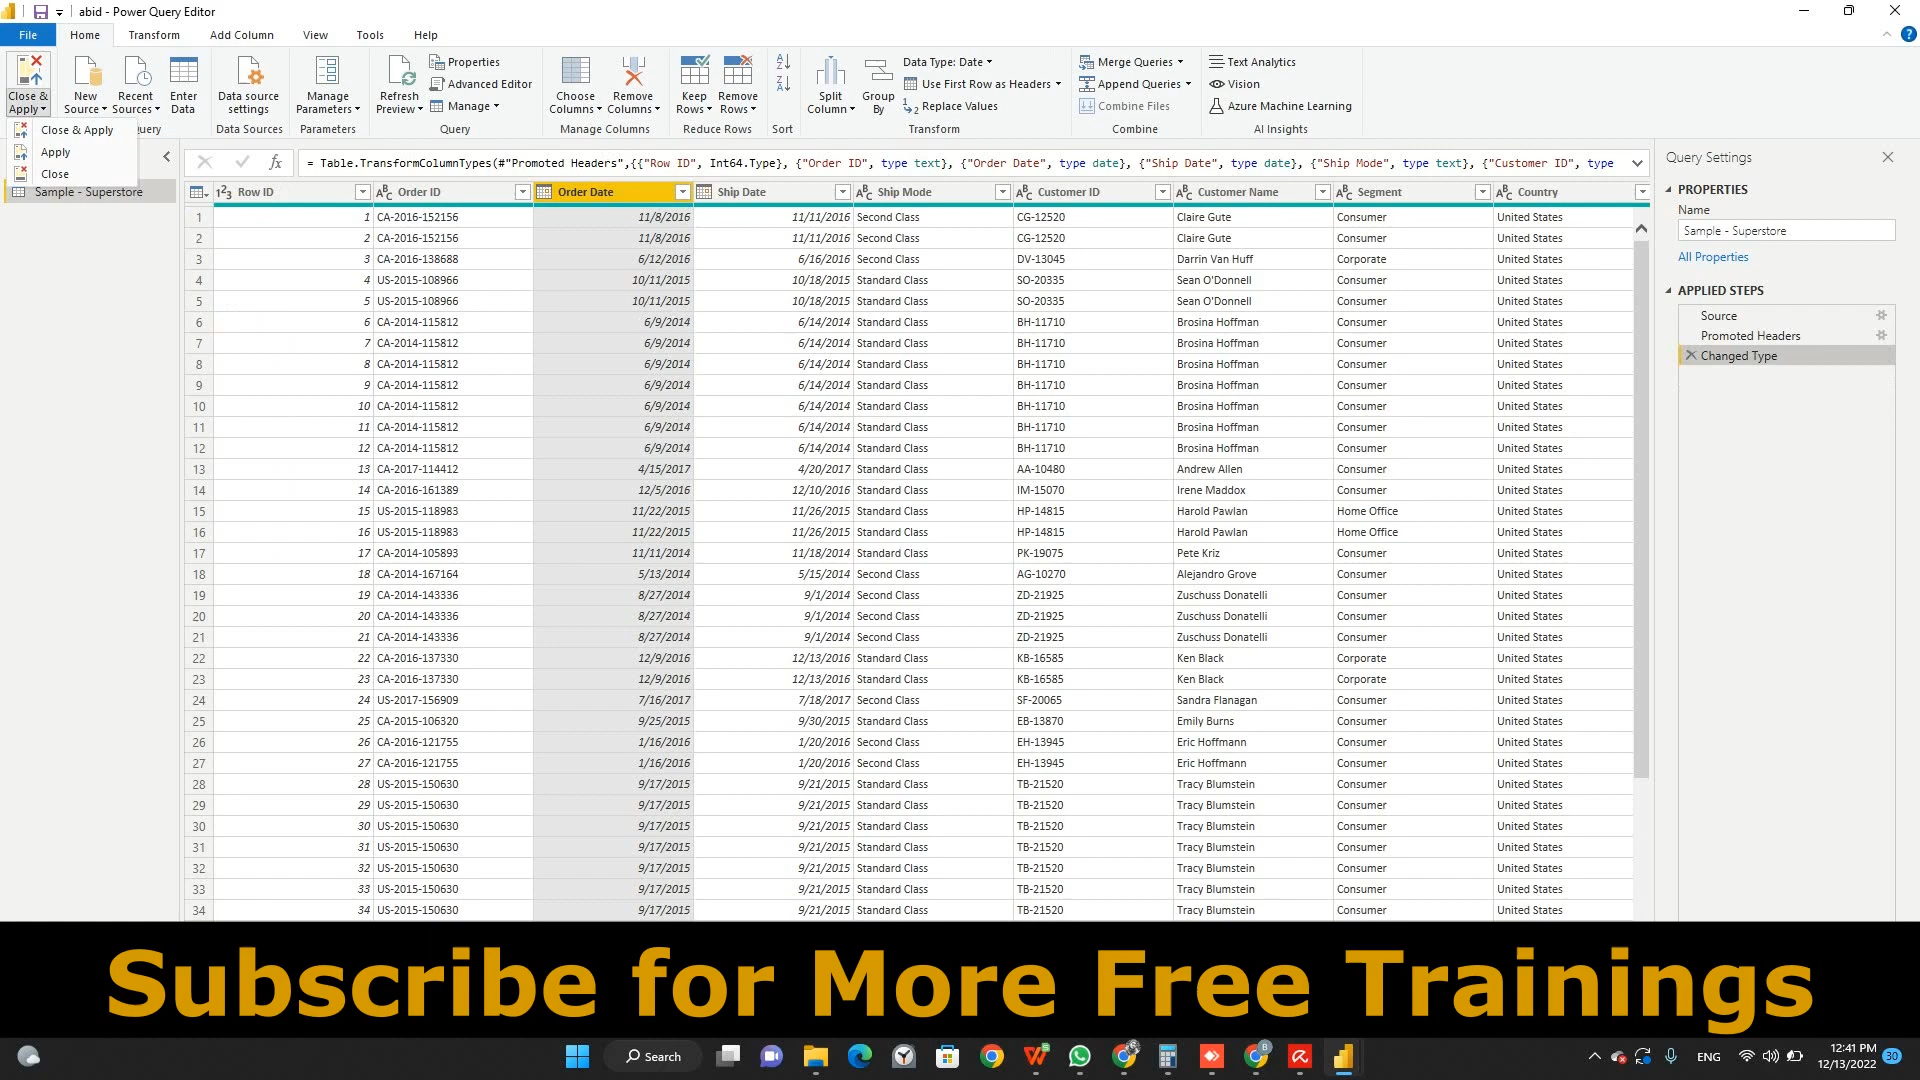 abid - Power Query Editor
File Home Transform Add Column View Tools Help
Close & Apply
New Source
Recent Sources
Enter Data
Data source settings
Manage Parameters
Refresh Preview
Properties
Advanced Editor
Manage
Choose Columns
Remove Columns
Keep Rows
Remove Rows
Split Column
Group By
Data Type: Date
Use First Row as Headers
Replace Values
Merge Queries
Append Queries
Combine Files
Text Analytics
Vision
Azure Machine Learning
Close & Apply
Apply
Close
Data Sources Parameters Query Manage Columns Reduce Rows Sort Transform Combine AI Insights
Sample - Superstore
= Table.TransformColumnTypes(#"Promoted Headers",{{"Row ID", Int64.Type}, {"Order ID", type text}, {"Order Date", type date}, {"Ship Date", type date}, {"Ship Mode", type text}, {"Customer ID", type
Row ID Order ID Order Date Ship Date Ship Mode Customer ID Customer Name Segment Country
1 1 CA-2016-152156 11/8/2016 11/11/2016 Second Class CG-12520 Claire Gute Consumer United States
2 2 CA-2016-152156 11/8/2016 11/11/2016 Second Class CG-12520 Claire Gute Consumer United States
3 3 CA-2016-138688 6/12/2016 6/16/2016 Second Class DV-13045 Darrin Van Huff Corporate United States
4 4 US-2015-108966 10/11/2015 10/18/2015 Standard Class SO-20335 Sean O'Donnell Consumer United States
5 5 US-2015-108966 10/11/2015 10/18/2015 Standard Class SO-20335 Sean O'Donnell Consumer United States
6 6 CA-2014-115812 6/9/2014 6/14/2014 Standard Class BH-11710 Brosina Hoffman Consumer United States
7 7 CA-2014-115812 6/9/2014 6/14/2014 Standard Class BH-11710 Brosina Hoffman Consumer United States
8 8 CA-2014-115812 6/9/2014 6/14/2014 Standard Class BH-11710 Brosina Hoffman Consumer United States
9 9 CA-2014-115812 6/9/2014 6/14/2014 Standard Class BH-11710 Brosina Hoffman Consumer United States
10 10 CA-2014-115812 6/9/2014 6/14/2014 Standard Class BH-11710 Brosina Hoffman Consumer United States
11 11 CA-2014-115812 6/9/2014 6/14/2014 Standard Class BH-11710 Brosina Hoffman Consumer United States
12 12 CA-2014-115812 6/9/2014 6/14/2014 Standard Class BH-11710 Brosina Hoffman Consumer United States
13 13 CA-2017-114412 4/15/2017 4/20/2017 Standard Class AA-10480 Andrew Allen Consumer United States
14 14 CA-2016-161389 12/5/2016 12/10/2016 Standard Class IM-15070 Irene Maddox Consumer United States
15 15 US-2015-118983 11/22/2015 11/26/2015 Standard Class HP-14815 Harold Pawlan Home Office United States
16 16 US-2015-118983 11/22/2015 11/26/2015 Standard Class HP-14815 Harold Pawlan Home Office United States
17 17 CA-2014-105893 11/11/2014 11/18/2014 Standard Class PK-19075 Pete Kriz Consumer United States
18 18 CA-2014-167164 5/13/2014 5/15/2014 Second Class AG-10270 Alejandro Grove Consumer United States
19 19 CA-2014-143336 8/27/2014 9/1/2014 Second Class ZD-21925 Zuschuss Donatelli Consumer United States
20 20 CA-2014-143336 8/27/2014 9/1/2014 Second Class ZD-21925 Zuschuss Donatelli Consumer United States
21 21 CA-2014-143336 8/27/2014 9/1/2014 Second Class ZD-21925 Zuschuss Donatelli Consumer United States
22 22 CA-2016-137330 12/9/2016 12/13/2016 Standard Class KB-16585 Ken Black Corporate United States
23 23 CA-2016-137330 12/9/2016 12/13/2016 Standard Class KB-16585 Ken Black Corporate United States
24 24 US-2017-156909 7/16/2017 7/18/2017 Second Class SF-20065 Sandra Flanagan Consumer United States
25 25 CA-2015-106320 9/25/2015 9/30/2015 Standard Class EB-13870 Emily Burns Consumer United States
26 26 CA-2016-121755 1/16/2016 1/20/2016 Second Class EH-13945 Eric Hoffmann Consumer United States
27 27 CA-2016-121755 1/16/2016 1/20/2016 Second Class EH-13945 Eric Hoffmann Consumer United States
28 28 US-2015-150630 9/17/2015 9/21/2015 Standard Class TB-21520 Tracy Blumstein Consumer United States
29 29 US-2015-150630 9/17/2015 9/21/2015 Standard Class TB-21520 Tracy Blumstein Consumer United States
30 30 US-2015-150630 9/17/2015 9/21/2015 Standard Class TB-21520 Tracy Blumstein Consumer United States
31 31 US-2015-150630 9/17/2015 9/21/2015 Standard Class TB-21520 Tracy Blumstein Consumer United States
32 32 US-2015-150630 9/17/2015 9/21/2015 Standard Class TB-21520 Tracy Blumstein Consumer United States
33 33 US-2015-150630 9/17/2015 9/21/2015 Standard Class TB-21520 Tracy Blumstein Consumer United States
34 34 US-2015-150630 9/17/2015 9/21/2015 Standard Class TB-21520 Tracy Blumstein Consumer United States
Query Settings
PROPERTIES
Name
Sample - Superstore
All Properties
APPLIED STEPS
Source
Promoted Headers
Changed Type
Subscribe for More Free Trainings
Search
ENG
12:41 PM
12/13/2022
30